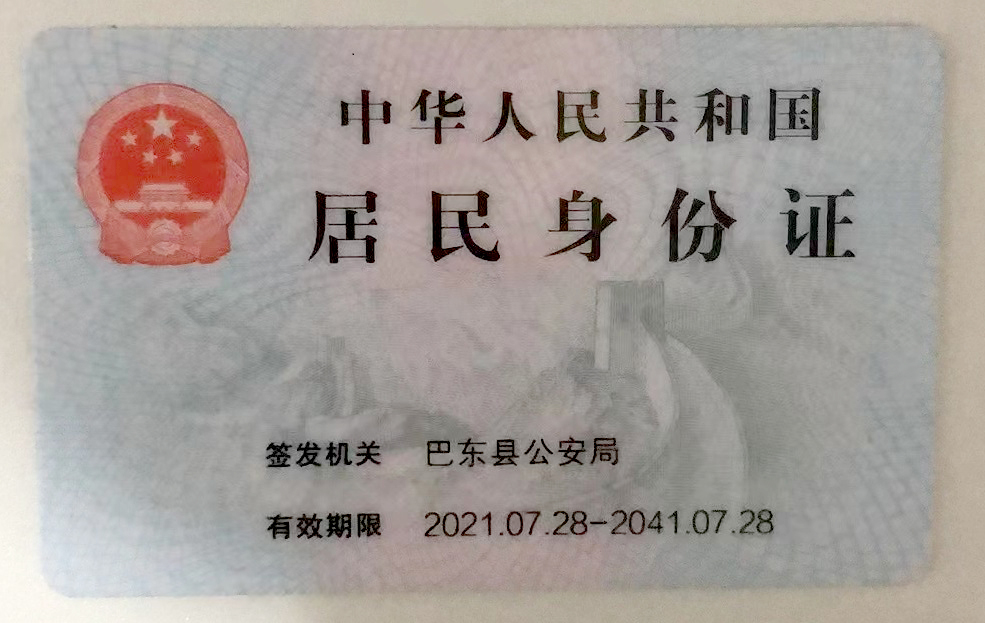 中华人民共和国
居民身份证
签发机关 巴东县公安局
有效期限 2021.07.28-2041.07.28